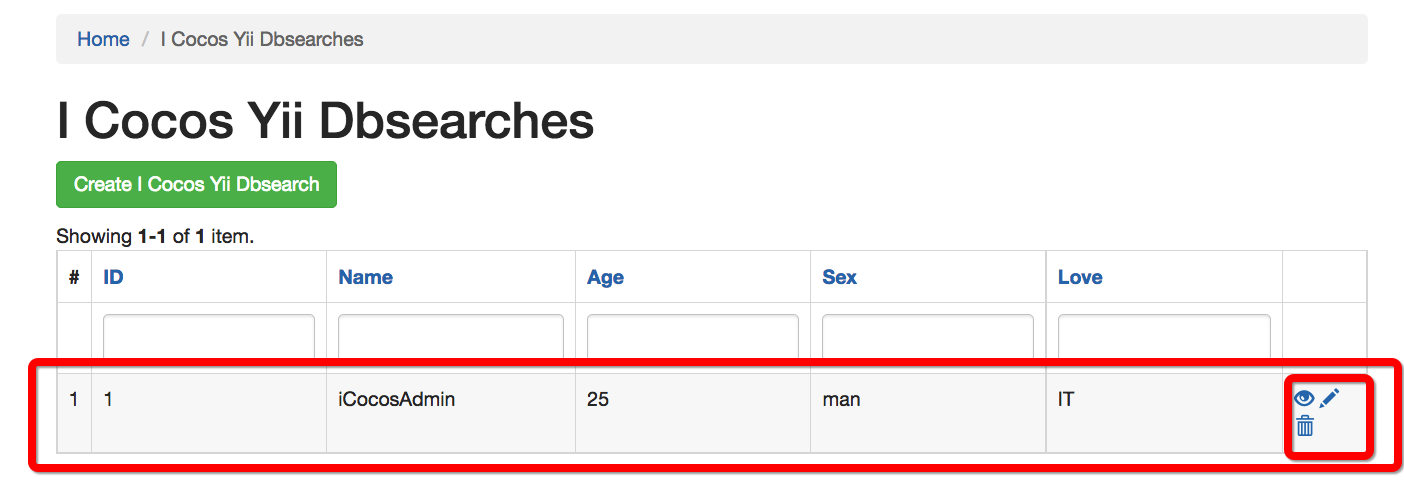 Home / I Cocos Yii Dbsearches
I Cocos Yii Dbsearches
Create I Cocos Yii Dbsearch
Showing 1-1 of 1 item.
# ID Name Age Sex Love
1 1 iCocosAdmin 25 man IT